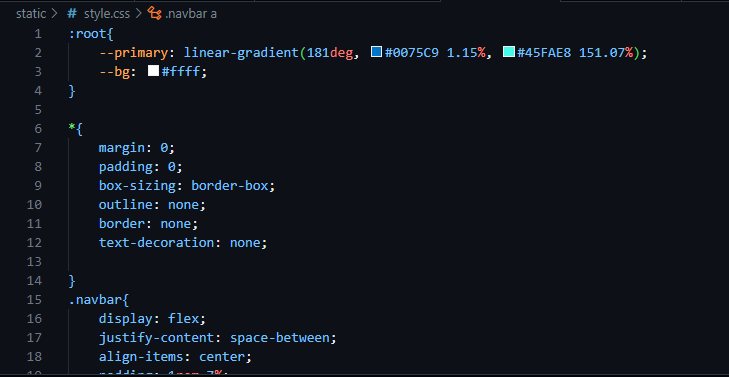 static > # style.css > .navbar a
1 :root{
2 --primary: linear-gradient(181deg, #0075C9 1.15%, #45FAE8 151.07%);
3 --bg: #ffff;
4 }
5
6 *{
7 margin: 0;
8 padding: 0;
9 box-sizing: border-box;
10 outline: none;
11 border: none;
12 text-decoration: none;
13
14 }
15 .navbar{
16 display: flex;
17 justify-content: space-between;
18 align-items: center;
19 padding: 1rem 7%;